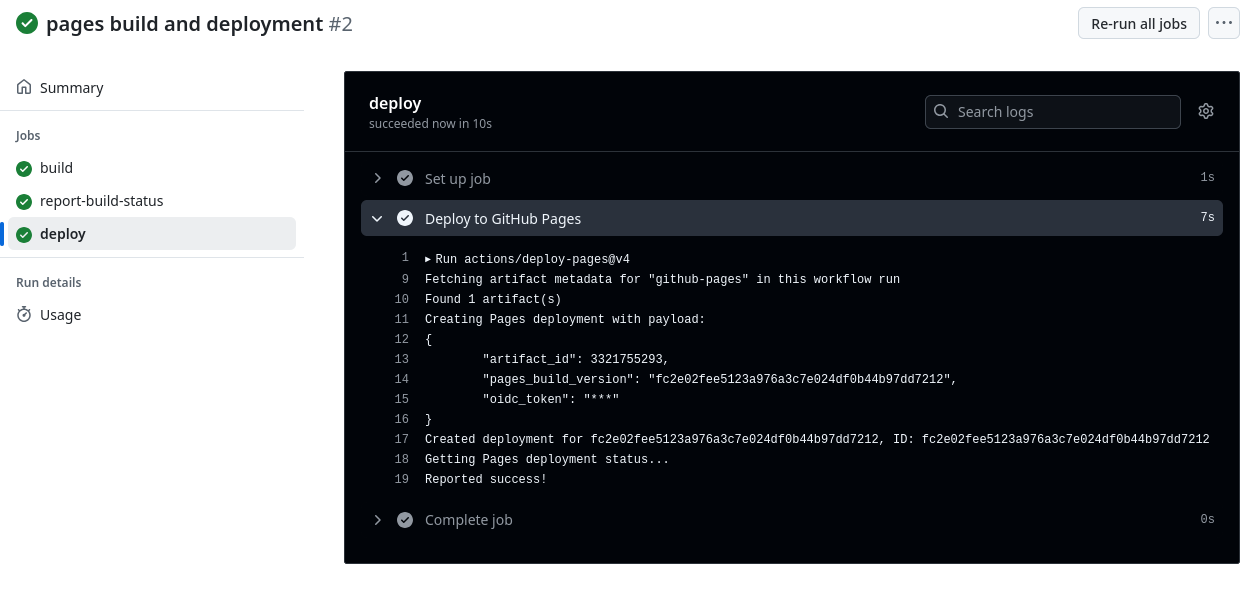 pages build and deployment #2
Re-run all jobs
Summary
Jobs
build
report-build-status
deploy
Run details
Usage
deploy
succeeded now in 10s
Search logs
Set up job 1s
Deploy to GitHub Pages 7s
1 Run actions/deploy-pages@v4
9 Fetching artifact metadata for "github-pages" in this workflow run
10 Found 1 artifact(s)
11 Creating Pages deployment with payload:
12 {
13 "artifact_id": 3321755293,
14 "pages_build_version": "fc2e02fee5123a976a3c7e024df0b44b97dd7212",
15 "oidc_token": "***"
16 }
17 Created deployment for fc2e02fee5123a976a3c7e024df0b44b97dd7212, ID: fc2e02fee5123a976a3c7e024df0b44b97dd7212
18 Getting Pages deployment status...
19 Reported success!
Complete job 0s